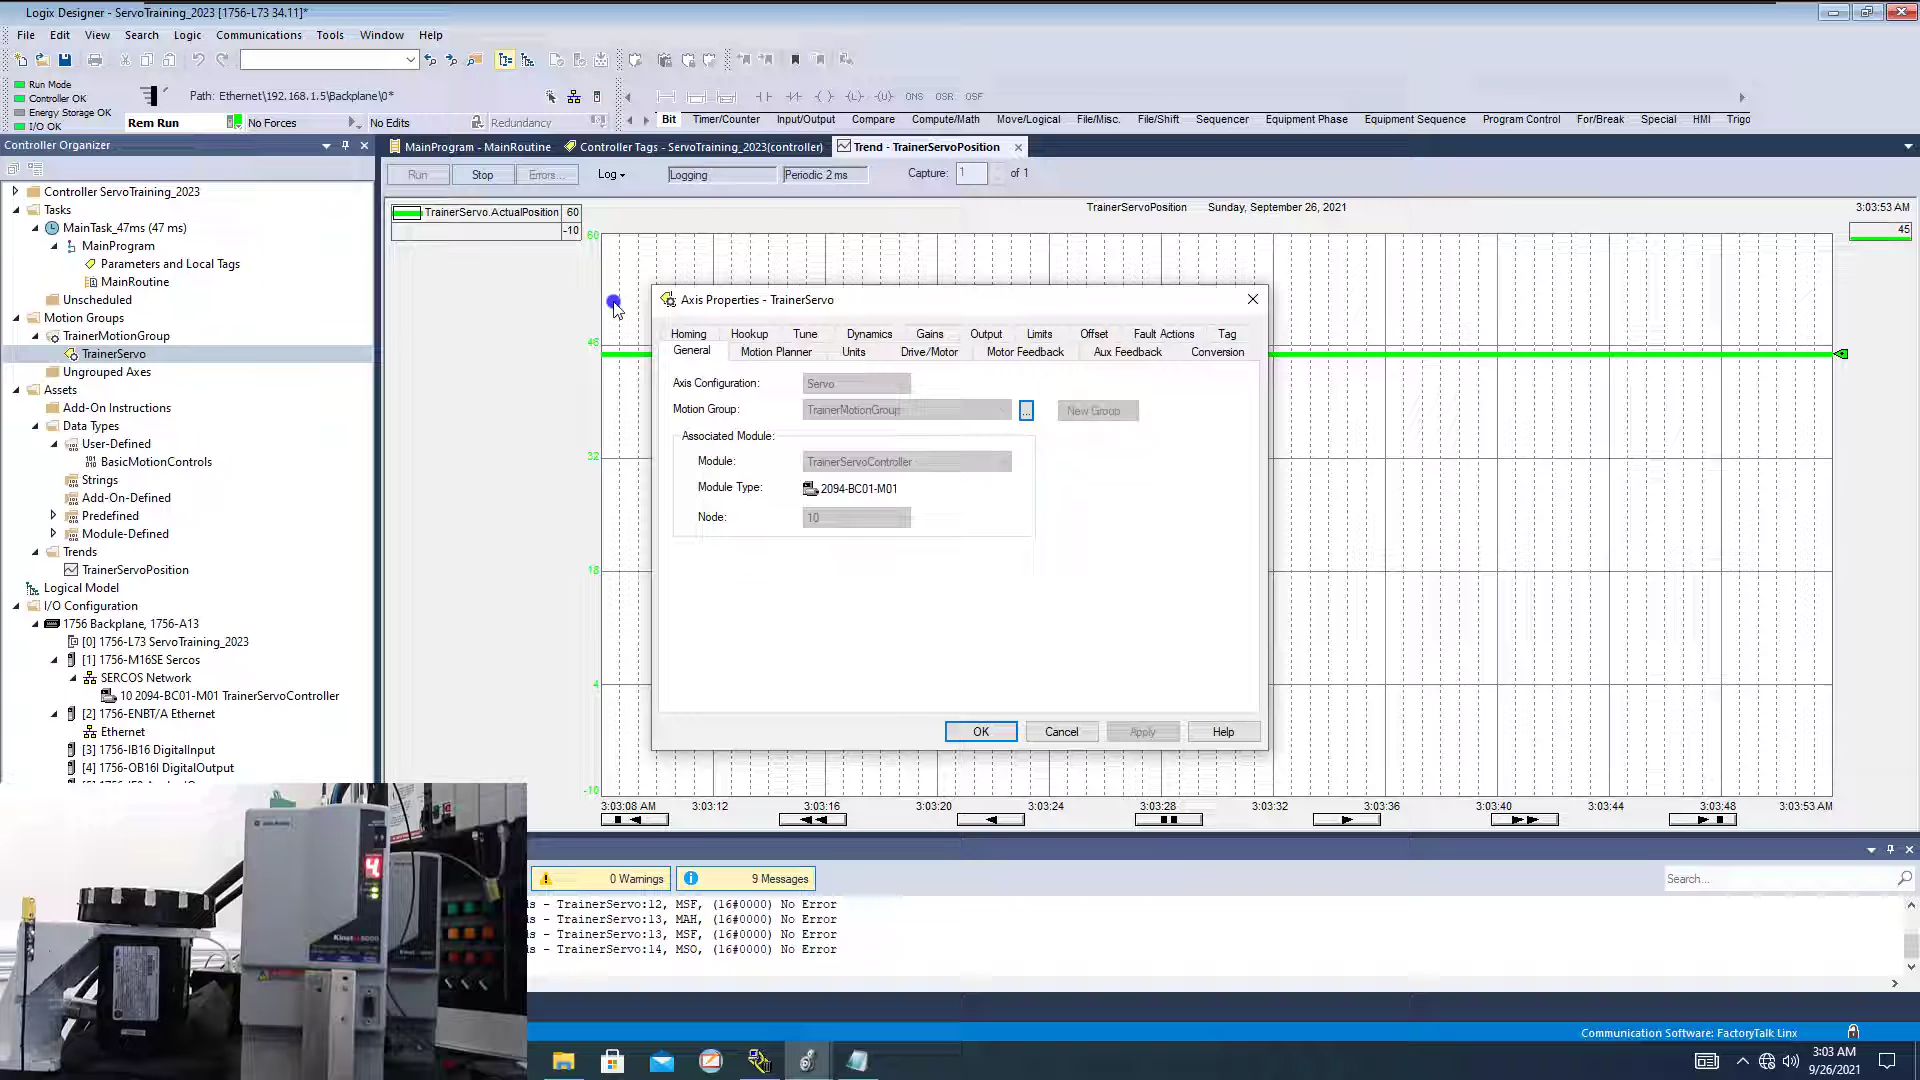 Logix Designer - ServoTraining_2023 [1756-L73 34.11]*
File Edit View Search Logic Communications Tools Window Help
Run Mode
Controller OK
Energy Storage OK
I/O OK
Path: Ethernet\192.168.1.5\Backplane\0*
Rem Run No Forces No Edits Redundancy
ONS OSR OSF
Bit Timer/Counter Input/Output Compare Compute/Math Move/Logical File/Misc. File/Shift Sequencer Equipment Phase Equipment Sequence Program Control For/Break Special HMI Trigo
Controller Organizer
MainProgram - MainRoutine Controller Tags - ServoTraining_2023(controller) Trend - TrainerServoPosition
Run Stop Errors... Log Logging Periodic 2 ms Capture: 1 of 1
Controller ServoTraining_2023
Tasks
MainTask_47ms (47 ms)
MainProgram
Parameters and Local Tags
MainRoutine
Unscheduled
Motion Groups
TrainerMotionGroup
TrainerServo
Ungrouped Axes
Assets
Add-On Instructions
Data Types
User-Defined
BasicMotionControls
Strings
Add-On-Defined
Predefined
Module-Defined
Trends
TrainerServoPosition
Logical Model
I/O Configuration
1756 Backplane, 1756-A13
[0] 1756-L73 ServoTraining_2023
[1] 1756-M16SE Sercos
SERCOS Network
10 2094-BC01-M01 TrainerServoController
[2] 1756-ENBT/A Ethernet
Ethernet
[3] 1756-IB16 DigitalInput
[4] 1756-OB16I DigitalOutput
TrainerServo.ActualPosition 60
-10
TrainerServoPosition Sunday, September 26, 2021
3:03:53 AM
45
60
46
32
18
4
-10
3:03:08 AM 3:03:12 3:03:16 3:03:20 3:03:24 3:03:28 3:03:32 3:03:36 3:03:40 3:03:44 3:03:48 3:03:53 AM
Axis Properties - TrainerServo
Homing Hookup Tune Dynamics Gains Output Limits Offset Fault Actions Tag
General Motion Planner Units Drive/Motor Motor Feedback Aux Feedback Conversion
Axis Configuration: Servo
Motion Group: TrainerMotionGroup ... New Group
Associated Module:
Module: TrainerServoController
Module Type: 2094-BC01-M01
Node: 10
OK Cancel Apply Help
0 Warnings 9 Messages
Search...
is - TrainerServo:12, MSF, (16#0000) No Error
is - TrainerServo:13, MAH, (16#0000) No Error
is - TrainerServo:13, MSF, (16#0000) No Error
is - TrainerServo:14, MSO, (16#0000) No Error
4
Communication Software: FactoryTalk Linx
3:03 AM
9/26/2021